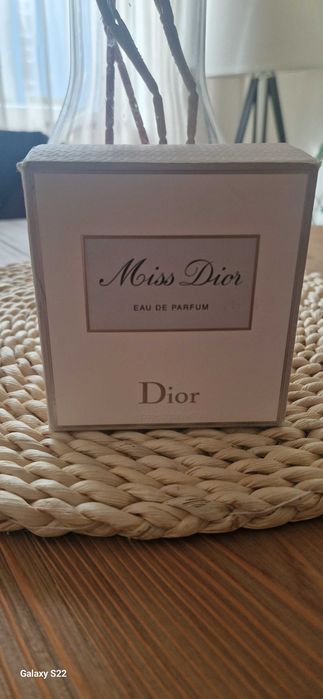 Miss Dior
EAU DE PARFUM
Dior
Galaxy S22